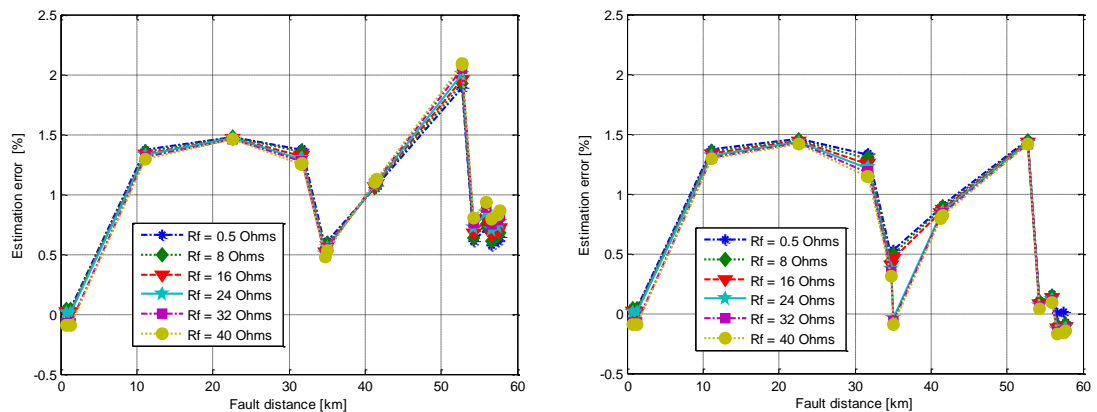 2.5
2
1.5
1
0.5
0
-0.5
Estimation error [%]
Rf = 0.5 Ohms
Rf = 8 Ohms
Rf = 16 Ohms
Rf = 24 Ohms
Rf = 32 Ohms
Rf = 40 Ohms
0 10 20 30 40 50 60
Fault distance [km]
2.5
2
1.5
1
0.5
0
-0.5
Estimation error [%]
Rf = 0.5 Ohms
Rf = 8 Ohms
Rf = 16 Ohms
Rf = 24 Ohms
Rf = 32 Ohms
Rf = 40 Ohms
0 10 20 30 40 50 60
Fault distance [km]